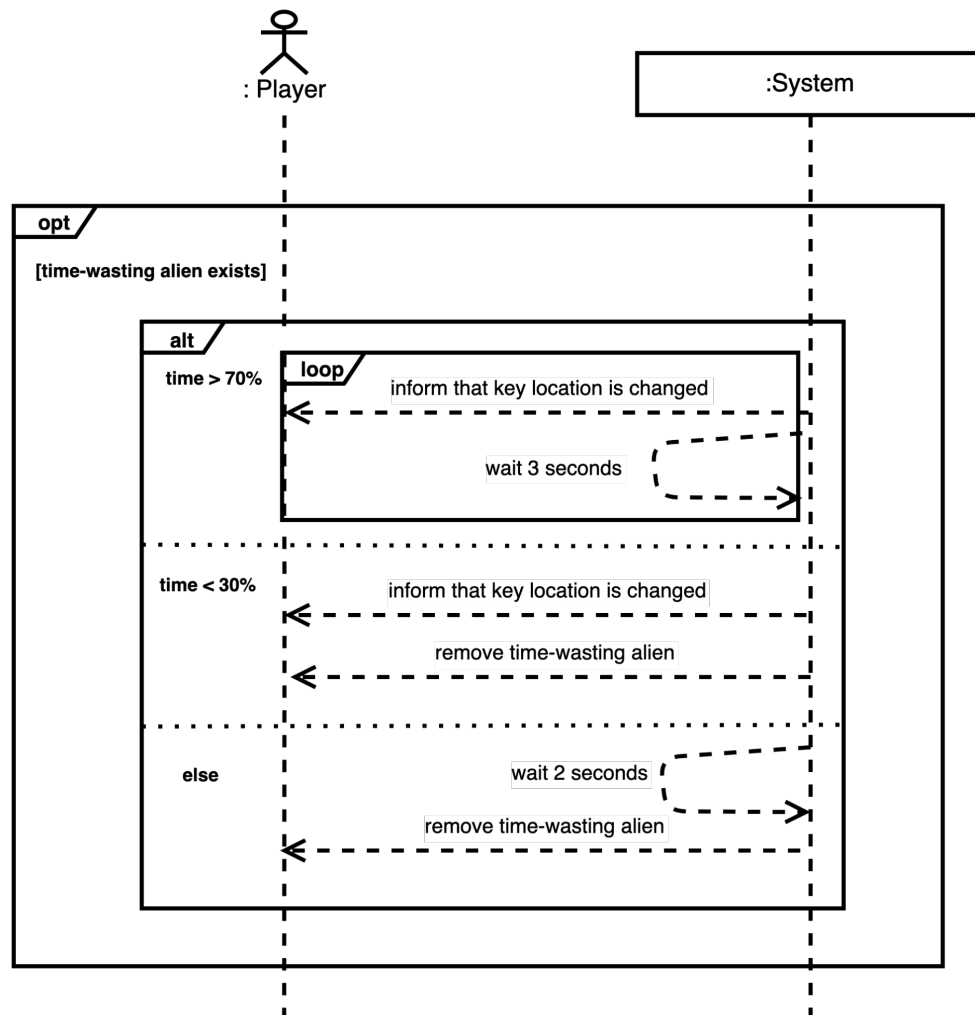 : Player
:System
opt
[time-wasting alien exists]
alt
time > 70%
loop
inform that key location is changed
wait 3 seconds
time < 30%
inform that key location is changed
remove time-wasting alien
else
wait 2 seconds
remove time-wasting alien